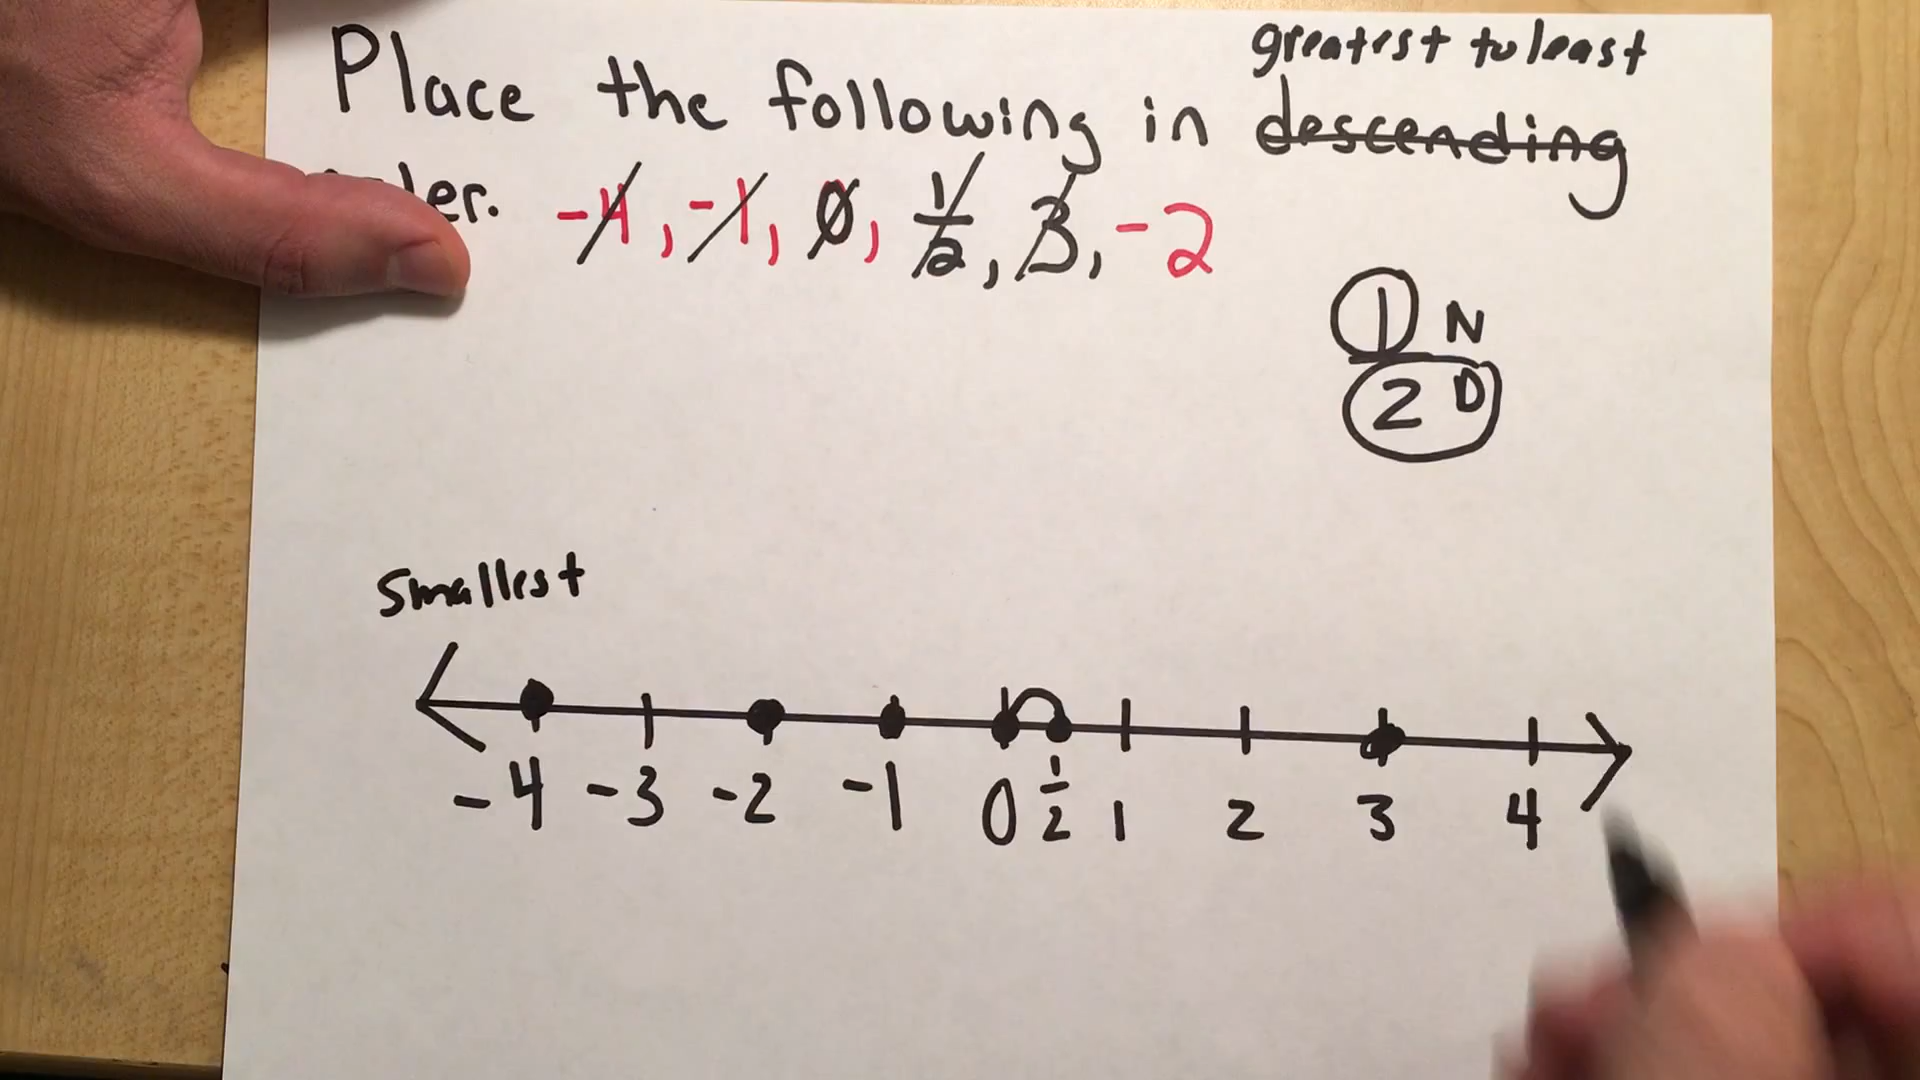 greatest to least
Place the following in descending
-4, -1, 0, 1/2, 3, -2
1 N
2 D
Smallest
-4 -3 -2 -1 0 1/2 1 2 3 4